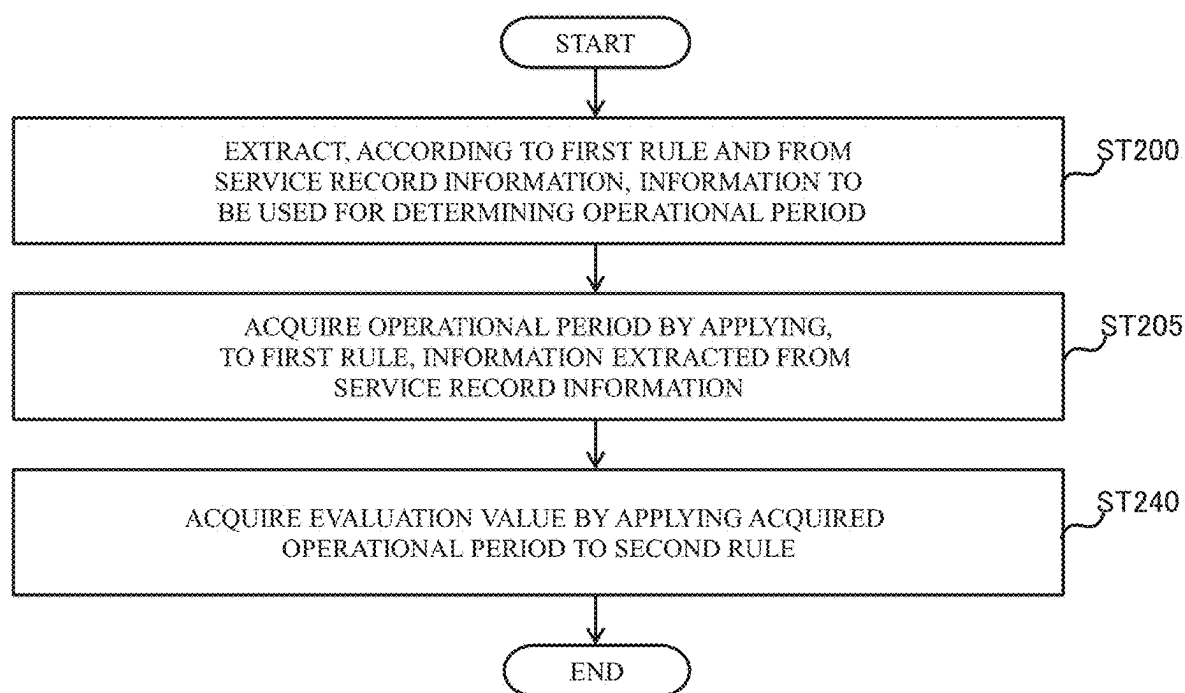 START
EXTRACT, ACCORDING TO FIRST RULE AND FROM
SERVICE RECORD INFORMATION, INFORMATION TO
BE USED FOR DETERMINING OPERATIONAL PERIOD
ST200
ACQUIRE OPERATIONAL PERIOD BY APPLYING,
TO FIRST RULE, INFORMATION EXTRACTED FROM
SERVICE RECORD INFORMATION
ST205
ACQUIRE EVALUATION VALUE BY APPLYING ACQUIRED
OPERATIONAL PERIOD TO SECOND RULE
ST240
END